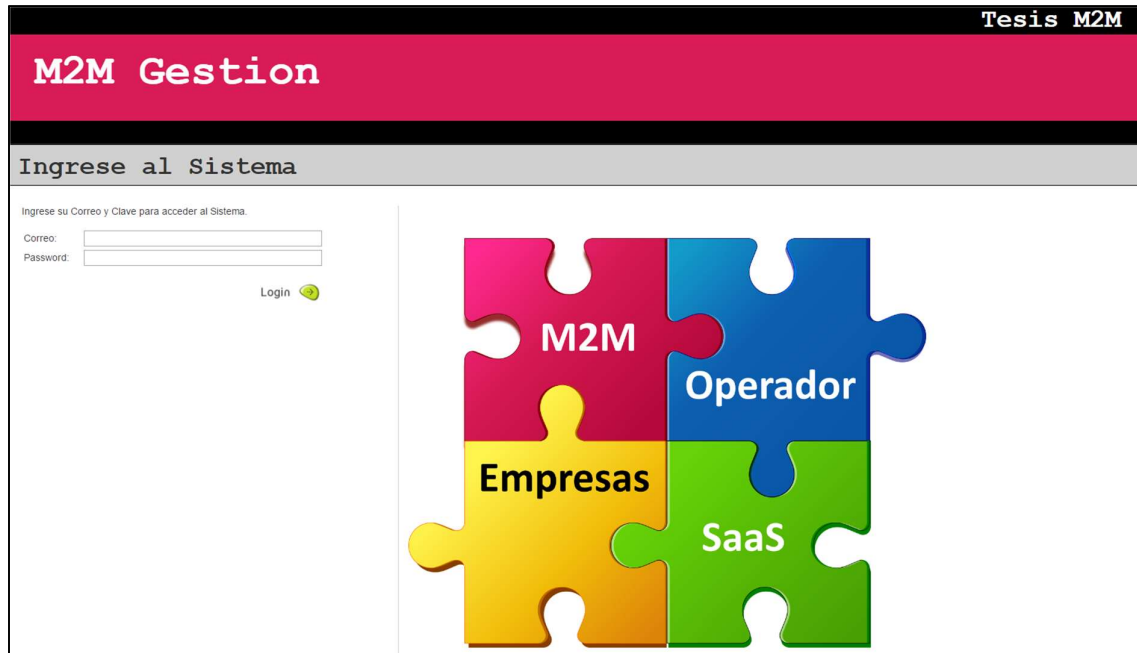 Tesis M2M
M2M Gestion
Ingrese al Sistema
Ingrese su Correo y Clave para acceder al Sistema.
Correo:
Password:
Login
M2M
Operador
Empresas
SaaS